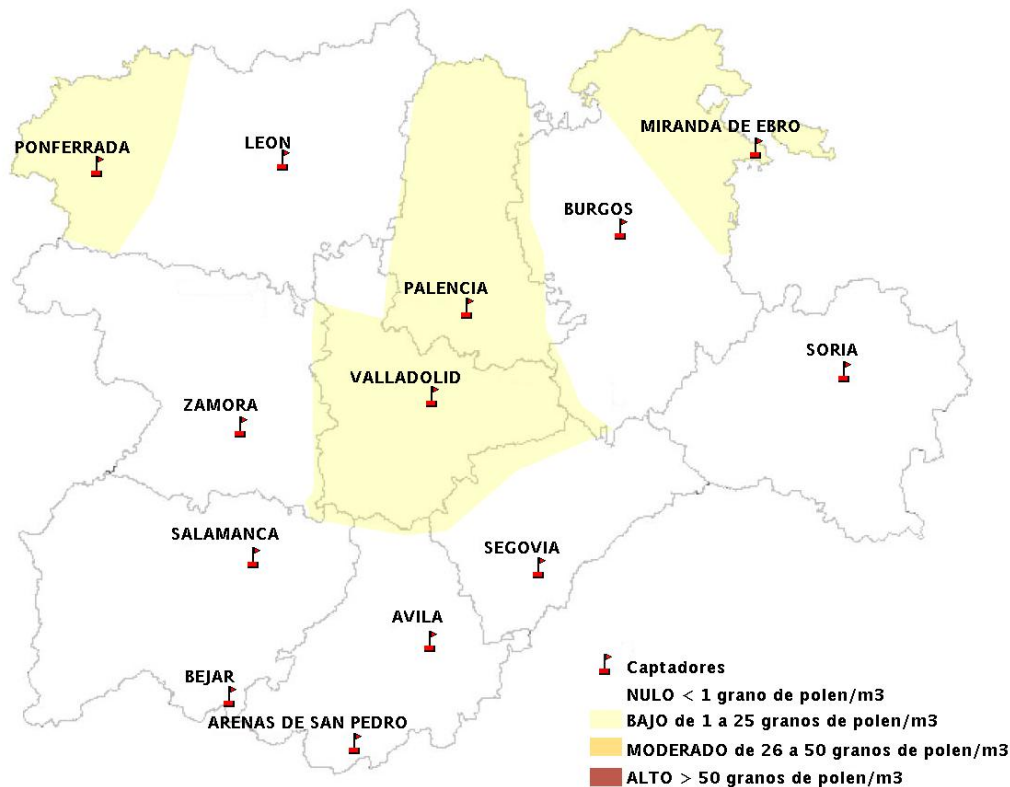 MIRANDA DE EBRO
PONFERRADA
LEON
BURGOS
PALENCIA
SORIA
VALLADOLID
ZAMORA
SALAMANCA
SEGOVIA
AVILA
BEJAR
ARENAS DE SAN PEDRO
Captadores
NULO < 1 grano de polen/m3
BAJO de 1 a 25 granos de polen/m3
MODERADO de 26 a 50 granos de polen/m3
ALTO > 50 granos de polen/m3